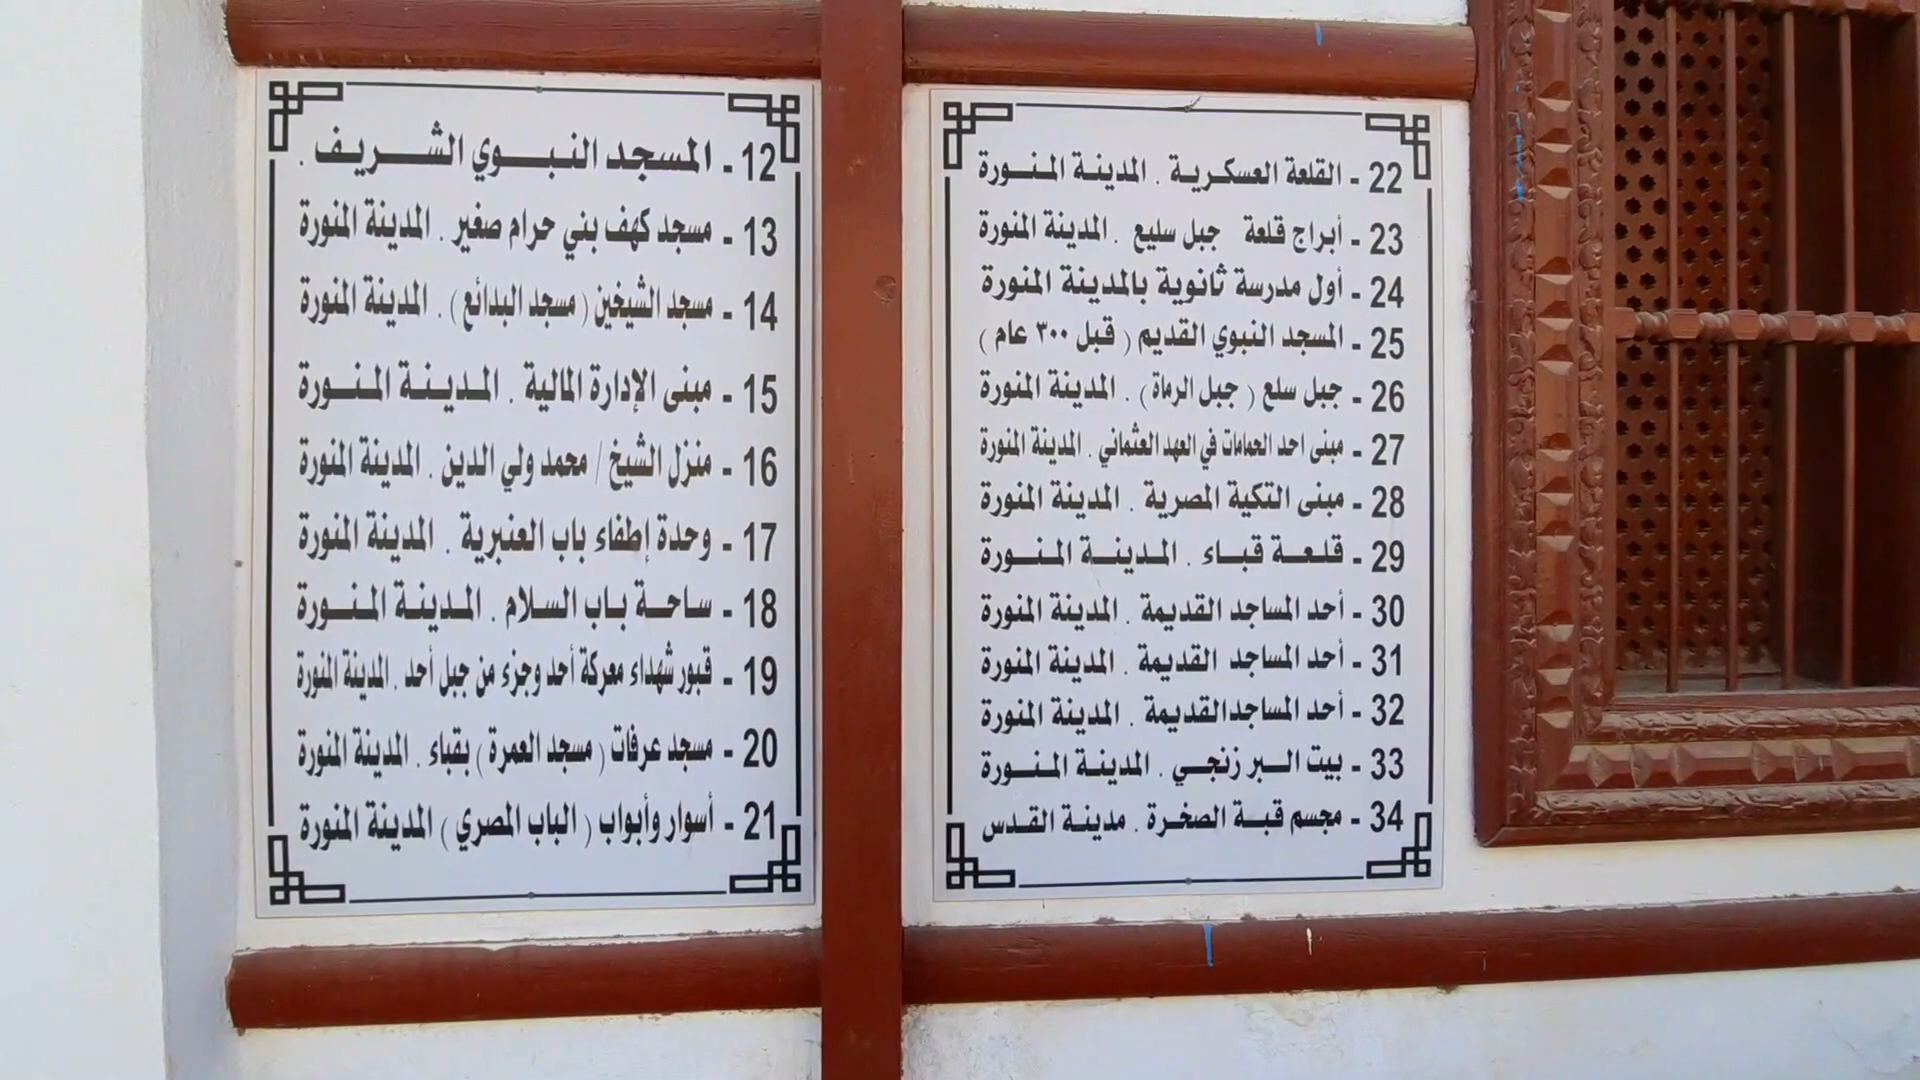 12 - المسجد النبوي الشريف .
13 - مسجد كهف بني حرام صغير . المدينة المنورة
14 - مسجد الشيخين ( مسجد البدائع ) . المدينة المنورة
15 - مبنى الإدارة المالية . المدينة المنورة
16 - منزل الشيخ / محمد ولي الدين . المدينة المنورة
17 - وحدة إطفاء باب العنبرية . المدينة المنورة
18 - ساحة باب السلام . المدينة المنورة
19 - قبور شهداء معركة أحد وجزء من جبل أحد . المدينة المنورة
20 - مسجد عرفات ( مسجد العمرة ) بقباء . المدينة المنورة
21 - أسوار وأبواب ( الباب المصري ) المدينة المنورة
22 - القلعة العسكرية . المدينة المنورة
23 - أبراج قلعة جبل سليع . المدينة المنورة
24 - أول مدرسة ثانوية بالمدينة المنورة
25 - المسجد النبوي القديم ( قبل ٣٠٠ عام )
26 - جبل سلع ( جبل الرماة ) . المدينة المنورة
27 - مبنى احد الحمامات في العهد العثماني . المدينة المنورة
28 - مبنى التكية المصرية . المدينة المنورة
29 - قلعة قباء . المدينة المنورة
30 - أحد المساجد القديمة . المدينة المنورة
31 - أحد المساجد القديمة . المدينة المنورة
32 - أحد المساجد القديمة . المدينة المنورة
33 - بيت البر زنجي . المدينة المنورة
34 - مجسم قبة الصخرة . مدينة القدس